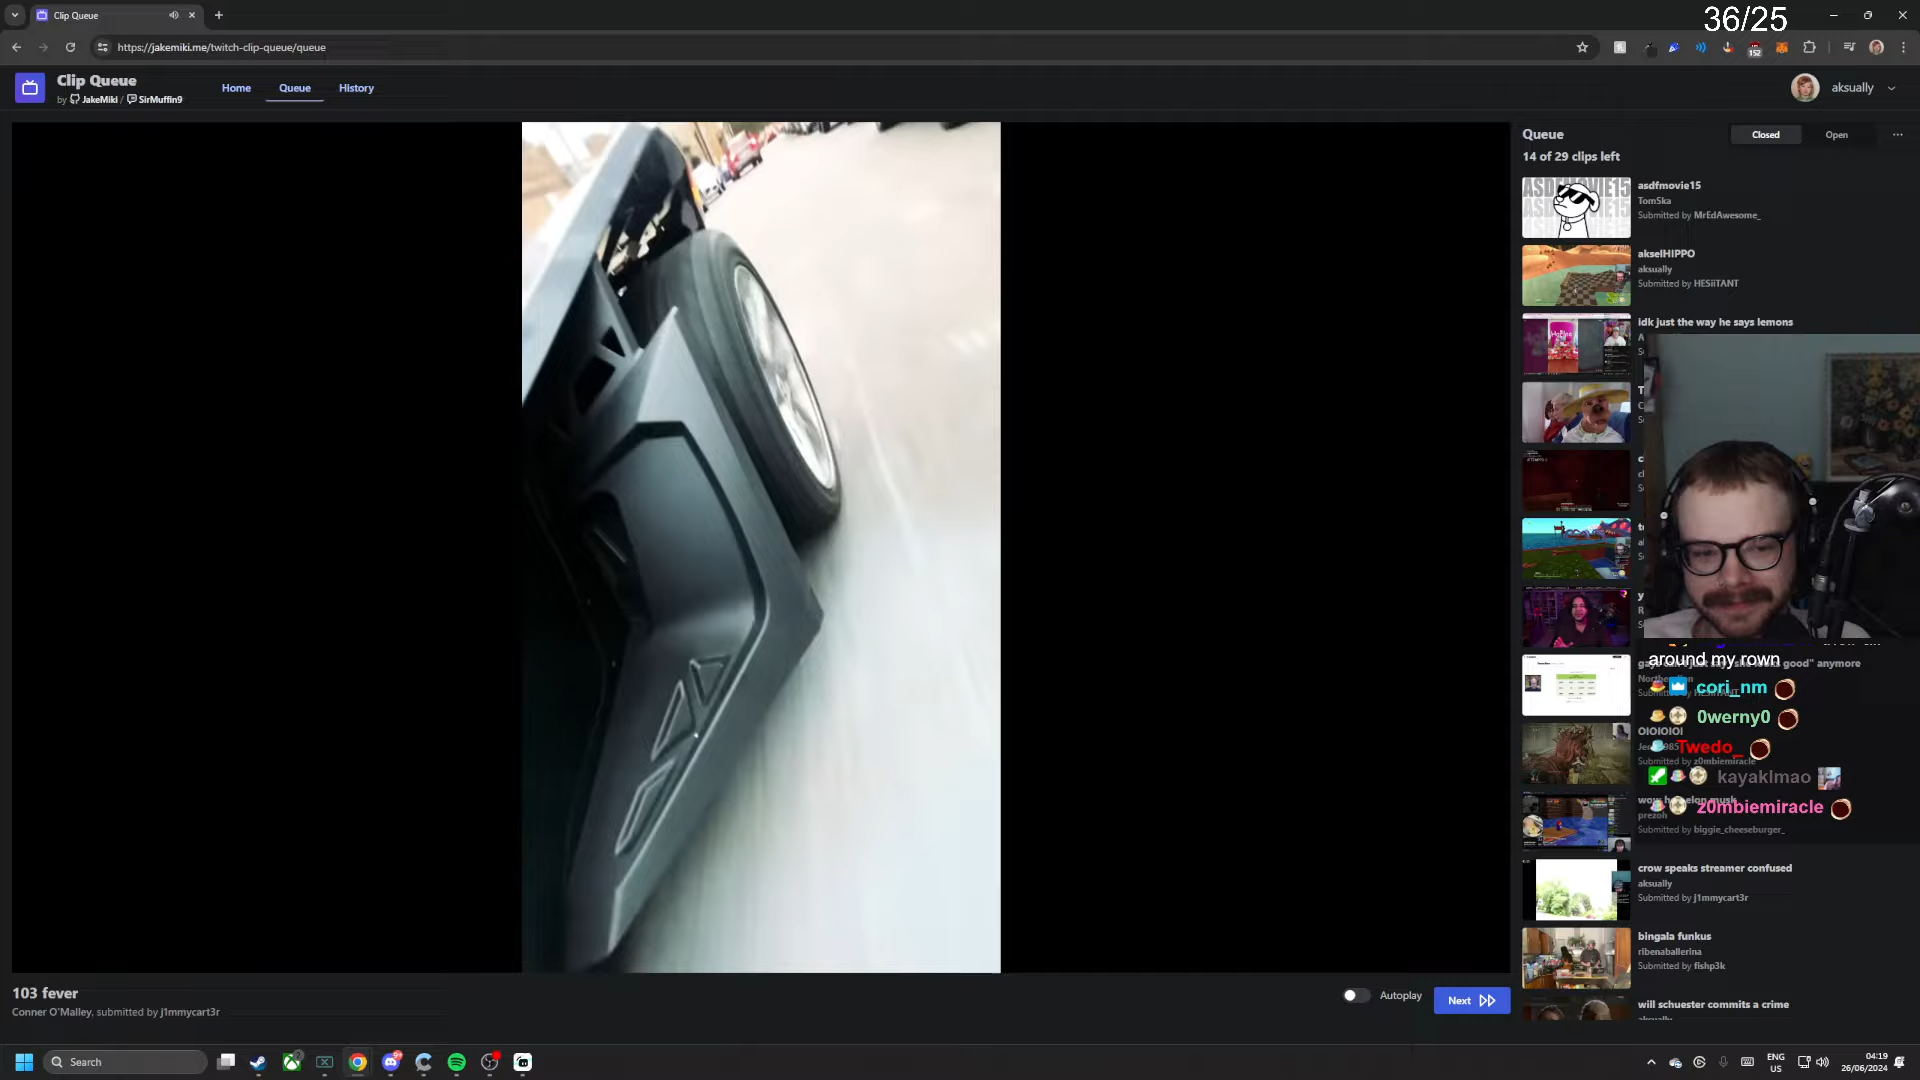 Clip Queue
36/25
https://jakemiki.me/twitch-clip-queue/queue
152
Clip Queue
by JakeMiki / SirMuffin9
Home
Queue
History
aksually
Queue
Closed
Open
14 of 29 clips left
ASDFMOVIE15
asdfmovie15
TomSka
Submitted by MrEdAwesome_
akselHIPPO
aksually
Submitted by HESiiTANT
idk just the way he says lemons
around my rown
"she looks good" anymore
cori_nm
0werny0
OIOIOIOI
Twedo_
Submitted by z0mbiemiracle
kayaklmao
z0mbiemiracle
prezoh
Submitted by biggie_cheeseburger_
crow speaks streamer confused
aksually
Submitted by j1mmycart3r
bingala funkus
ribenaballerina
Submitted by fishp3k
will schuester commits a crime
aksually
103 fever
Conner O'Malley, submitted by j1mmycart3r
Autoplay
Next
Search
ENG
US
04:19
26/06/2024